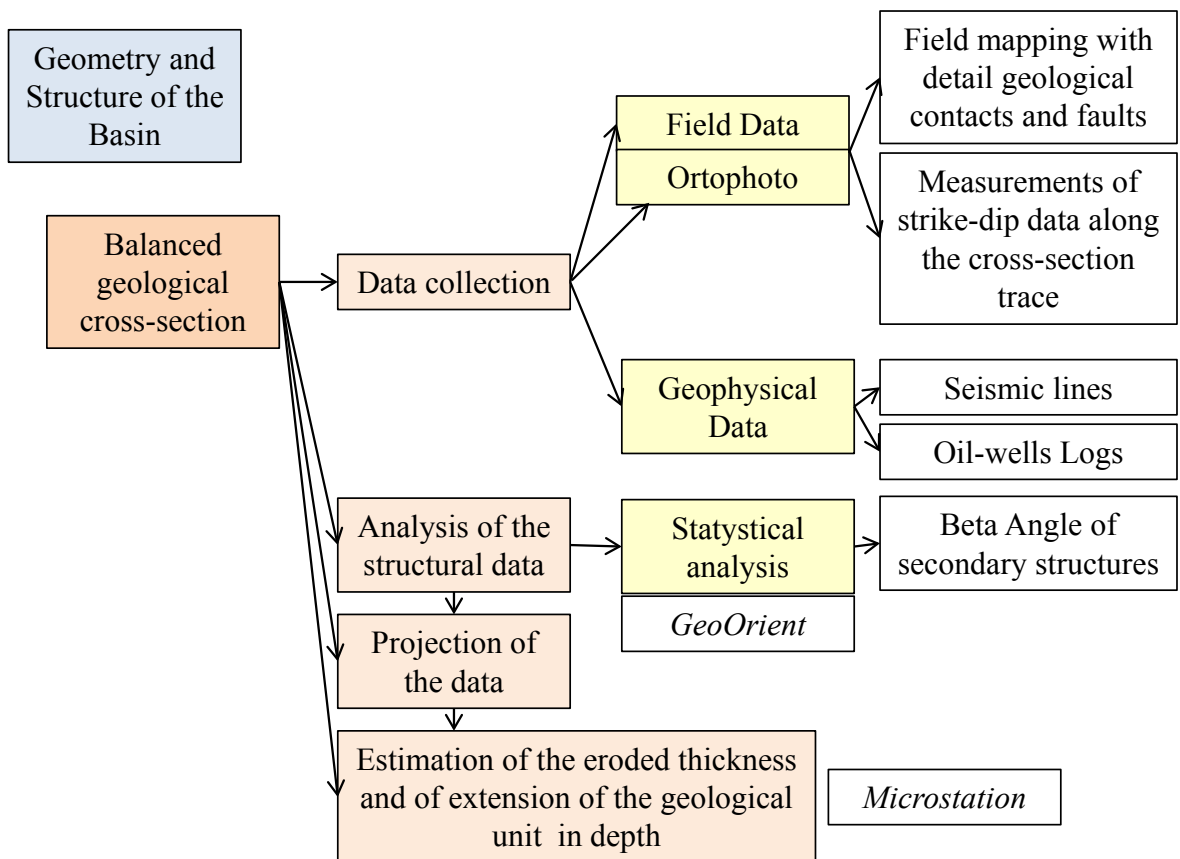 Geometry and
Structure of the
Basin
Balanced
geological
cross-section
Data collection
Field Data
Ortophoto
Field mapping with
detail geological
contacts and faults
Measurements of
strike-dip data along
the cross-section
trace
Geophysical
Data
Seismic lines
Oil-wells Logs
Analysis of the
structural data
Statystical
analysis
GeoOrient
Beta Angle of
secondary structures
Projection of
the data
Estimation of the eroded thickness
and of extension of the geological
unit in depth
Microstation